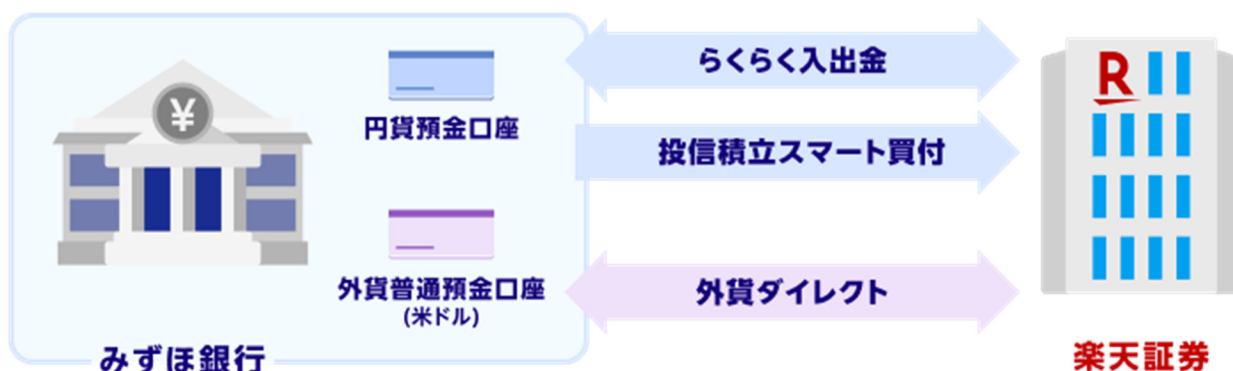 ¥
円貨預金口座
外貨普通預金口座
(米ドル)
みずほ銀行
らくらく入出金
投信積立スマート買付
外貨ダイレクト
R
楽天証券